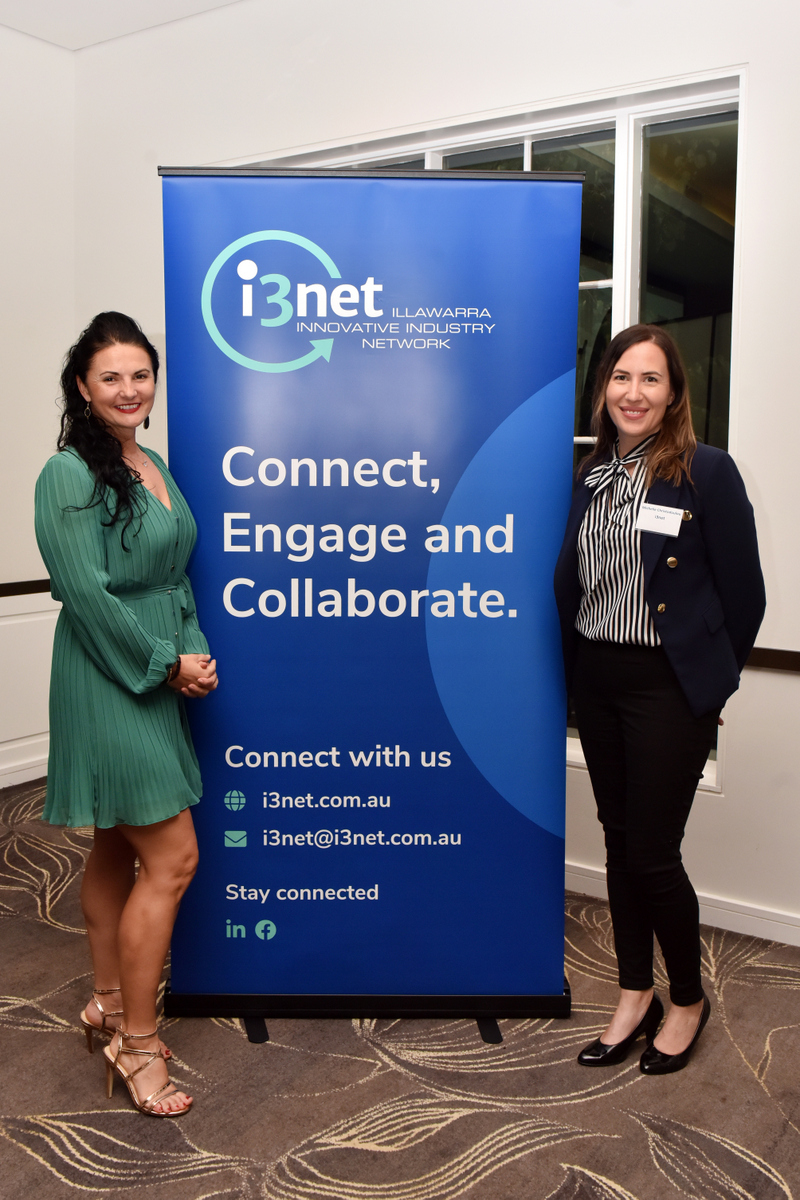 i3net ILLAWARRA
INNOVATIVE INDUSTRY
NETWORK
Connect,
Engage and
Collaborate.
Connect with us
i3net.com.au
i3net@i3net.com.au
Stay connected
in
f
i3net